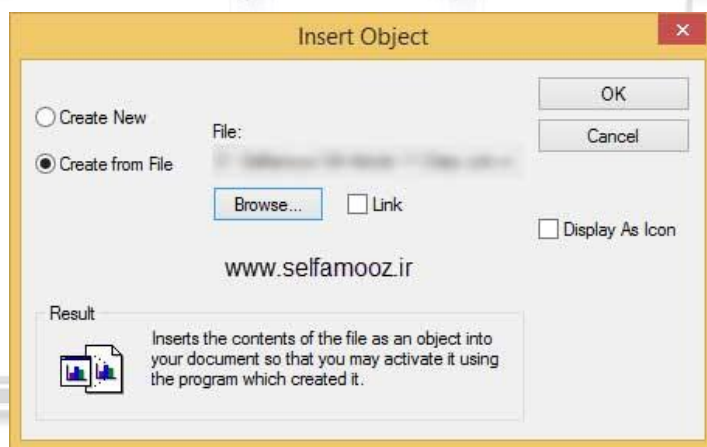 Insert Object
Create New
Create from File
File:
Browse...
Link
OK
Cancel
Display As Icon
www.selfamooz.ir
Result
Inserts the contents of the file as an object into
your document so that you may activate it using
the program which created it.